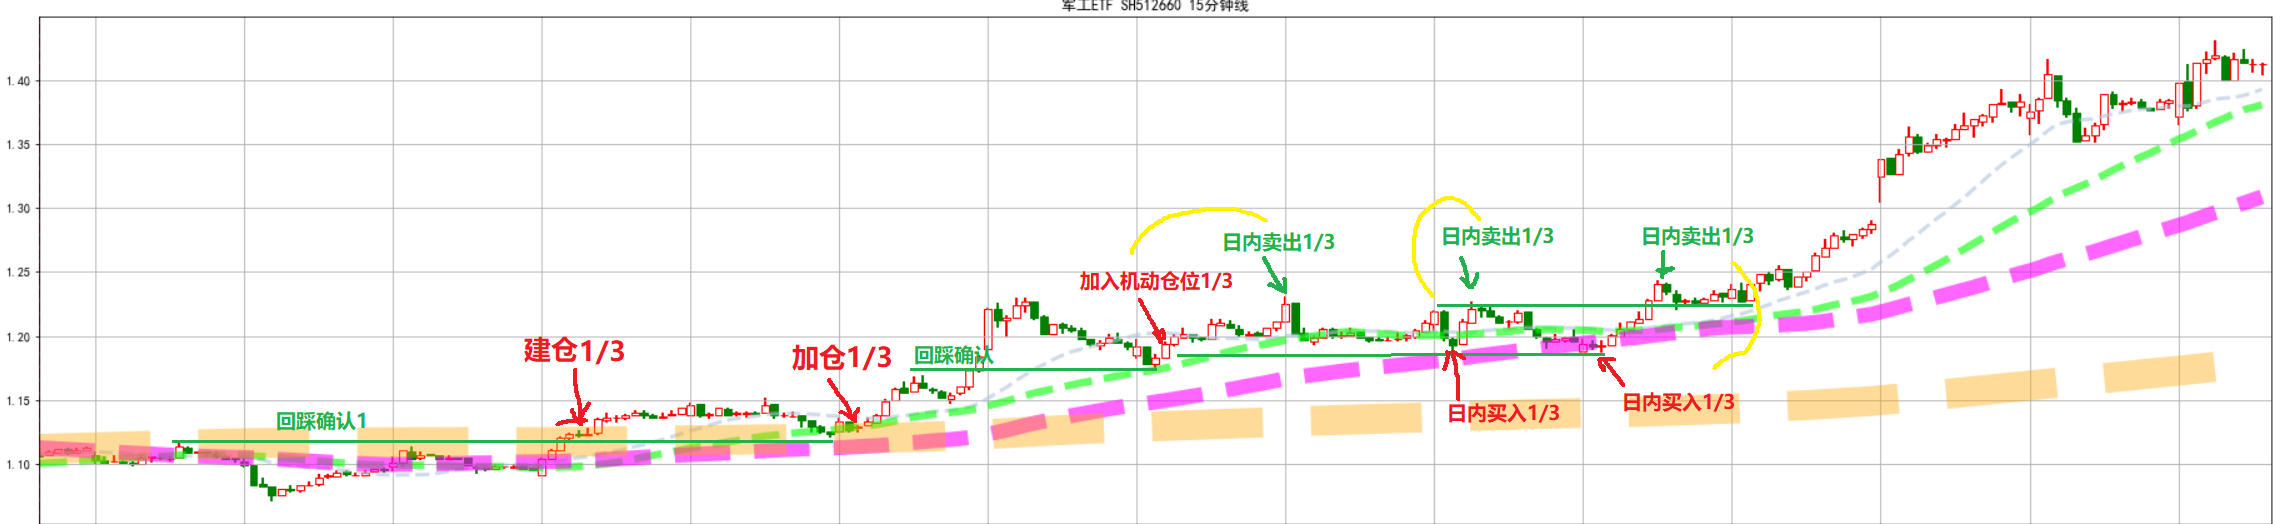 军工ETF SH512660 15分钟线
1.40
1.35
1.30
1.25
1.20
1.15
1.10
回踩确认1
建仓1/3
加仓1/3
回踩确认
加入机动仓位1/3
日内卖出1/3
日内卖出1/3
日内买入1/3
日内买入1/3
日内卖出1/3